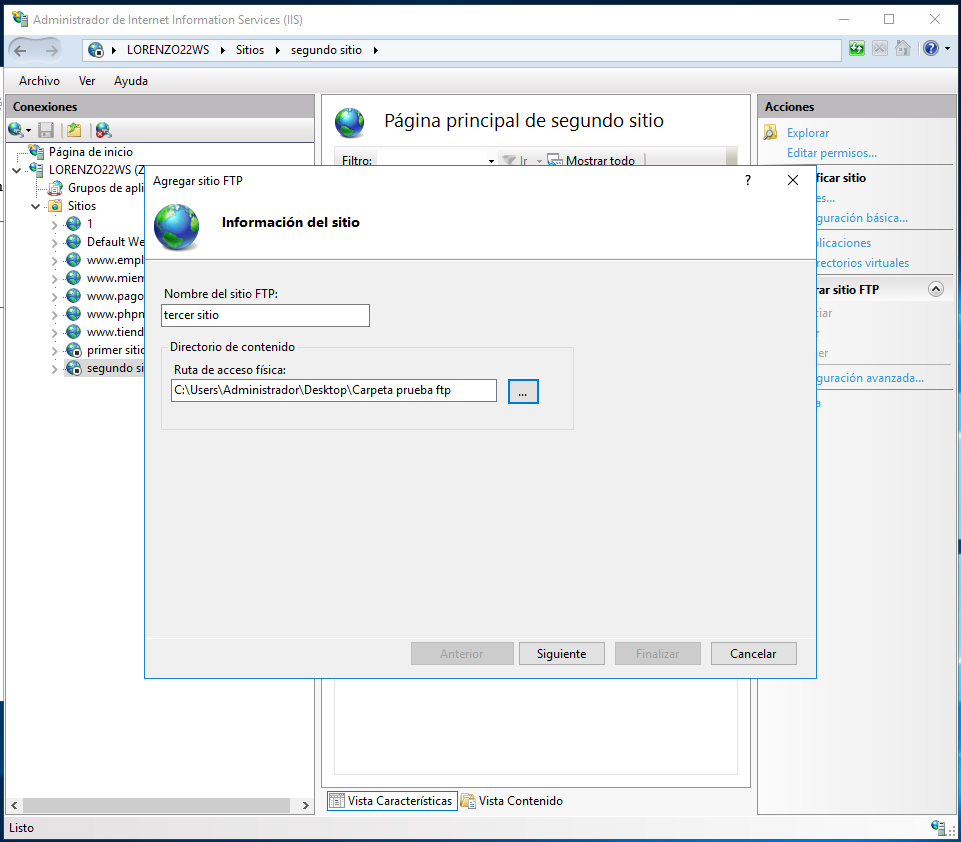 Administrador de Internet Information Services (IIS)
LORENZO22WS
Sitios
segundo sitio
Archivo
Ver
Ayuda
Conexiones
Página de inicio
LORENZO22WS (Z
Grupos de apli
Sitios
1
Default We
www.empl
www.miem
www.pago
www.phpn
www.tiend
primer sitio
segundo si
Página principal de segundo sitio
Filtro:
Ir
Mostrar todo
Acciones
Explorar
Editar permisos...
ficar sitio
es...
guración básica...
licaciones
rectorios virtuales
rar sitio FTP
iar
r
er
guración avanzada...
a
Agregar sitio FTP
?
Información del sitio
Nombre del sitio FTP:
tercer sitio
Directorio de contenido
Ruta de acceso física:
C:\Users\Administrador\Desktop\Carpeta prueba ftp
...
Anterior
Siguiente
Finalizar
Cancelar
Vista Características
Vista Contenido
Listo